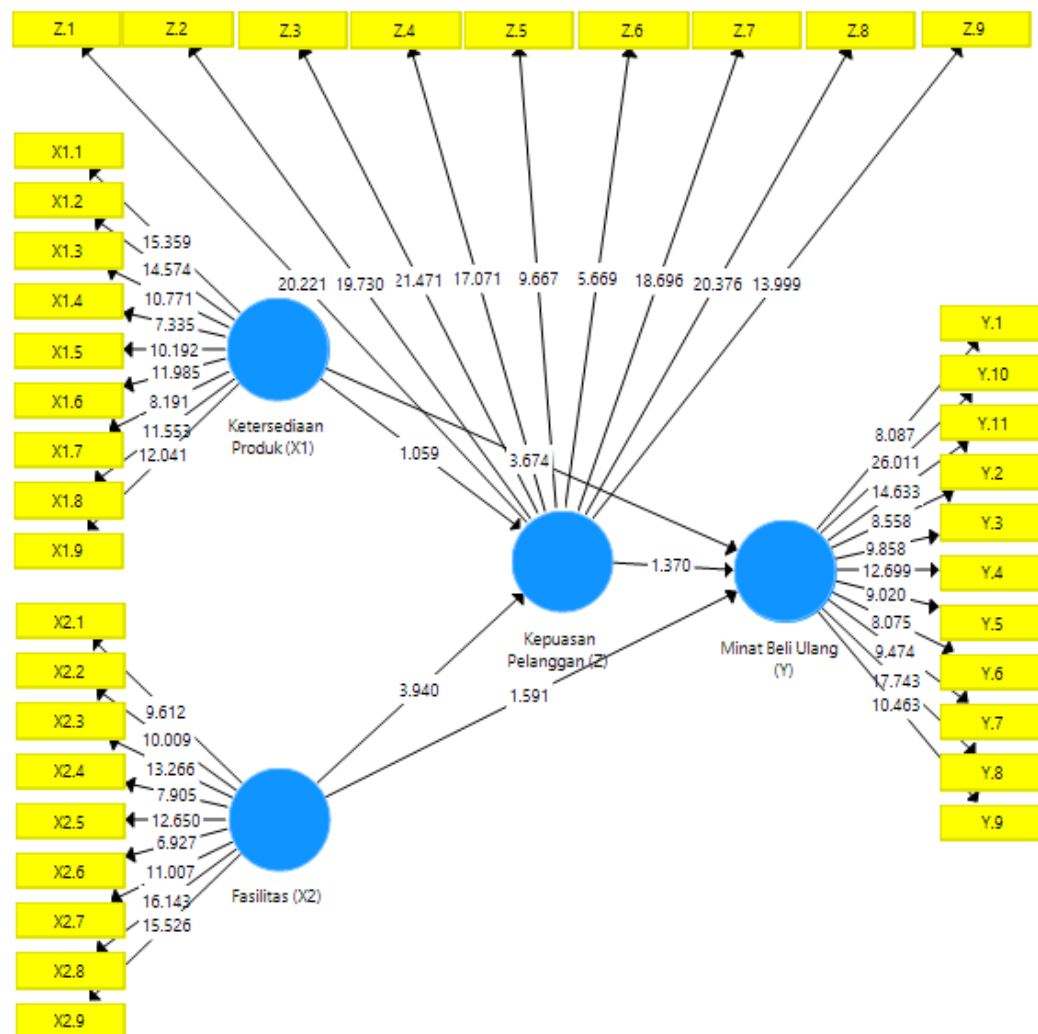 Z.1 Z.2 Z.3 Z.4 Z.5 Z.6 Z.7 Z.8 Z.9
X1.1
X1.2
X1.3
X1.4
X1.5
X1.6
X1.7
X1.8
X1.9
15.359
14.574
10.771
7.335
10.192
11.985
8.191
11.553
12.041
Ketersediaan
Produk (X1)
20.221 19.730 21.471 17.071 9.667 5.669 18.696 20.376 13.999
1.059
3.674
Kepuasan
Pelanggan (Z)
1.370
3.940
1.591
Minat Beli Ulang
(Y)
8.087
26.011
14.633
8.558
9.858
12.699
9.020
8.075
9.474
17.743
10.463
Y.1
Y.10
Y.11
Y.2
Y.3
Y.4
Y.5
Y.6
Y.7
Y.8
Y.9
X2.1
X2.2
X2.3
X2.4
X2.5
X2.6
X2.7
X2.8
X2.9
9.612
10.009
13.266
7.905
12.650
6.927
11.007
16.143
15.526
Fasilitas (X2)